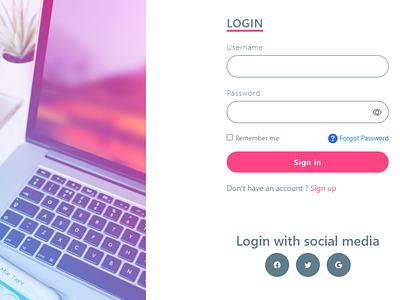 LOGIN
Username
Password
Remember me
? Forgot Password
Sign in
Don't have an account ? Sign up
Login with social media